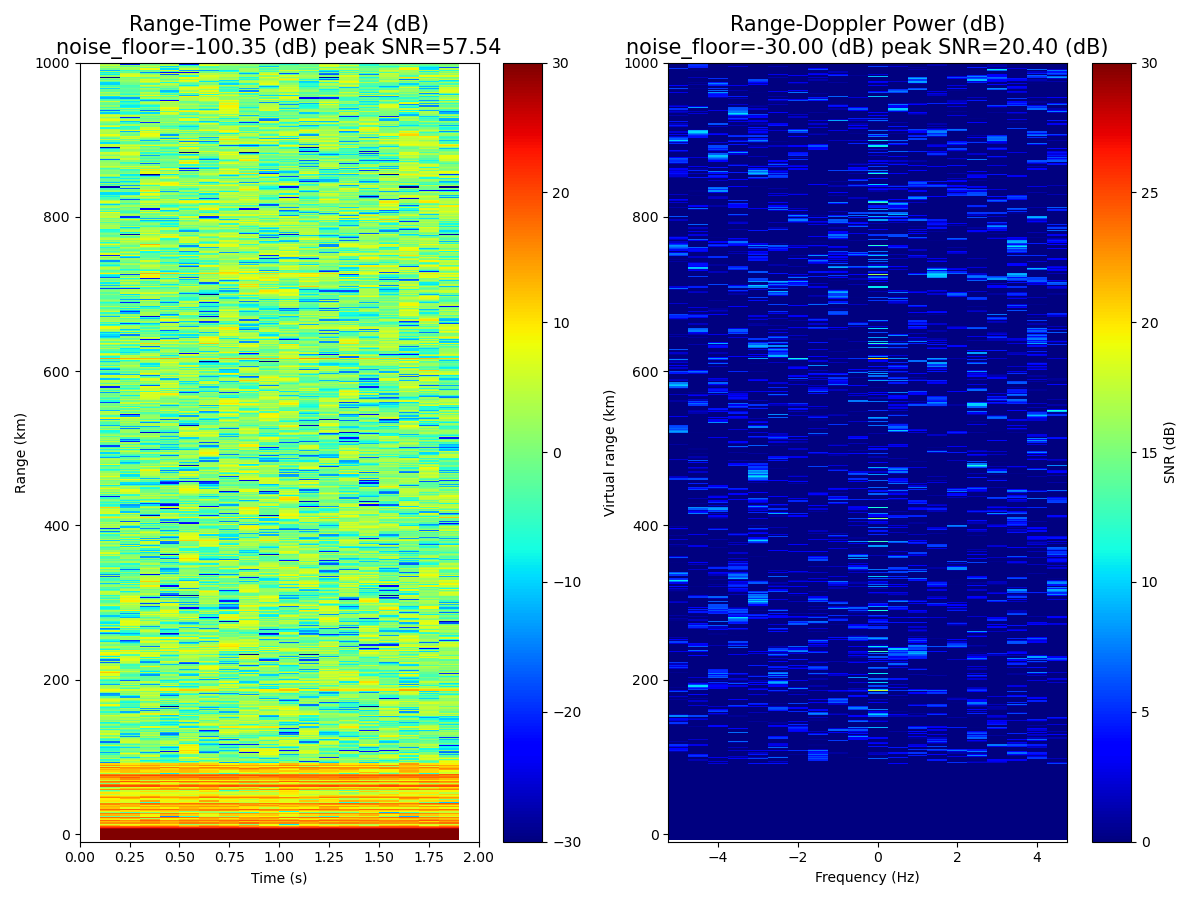 Range-Time Power f=24 (dB)
noise_floor=-100.35 (dB) peak SNR=57.54
Range-Doppler Power (dB)
noise_floor=-30.00 (dB) peak SNR=20.40 (dB)
1000
800
600
400
200
0
Range (km)
0.00 0.25 0.50 0.75 1.00 1.25 1.50 1.75 2.00
Time (s)
30
20
10
0
−10
−20
−30
1000
800
600
400
200
0
Virtual range (km)
−4 −2 0 2 4
Frequency (Hz)
30
25
20
15
10
5
0
SNR (dB)